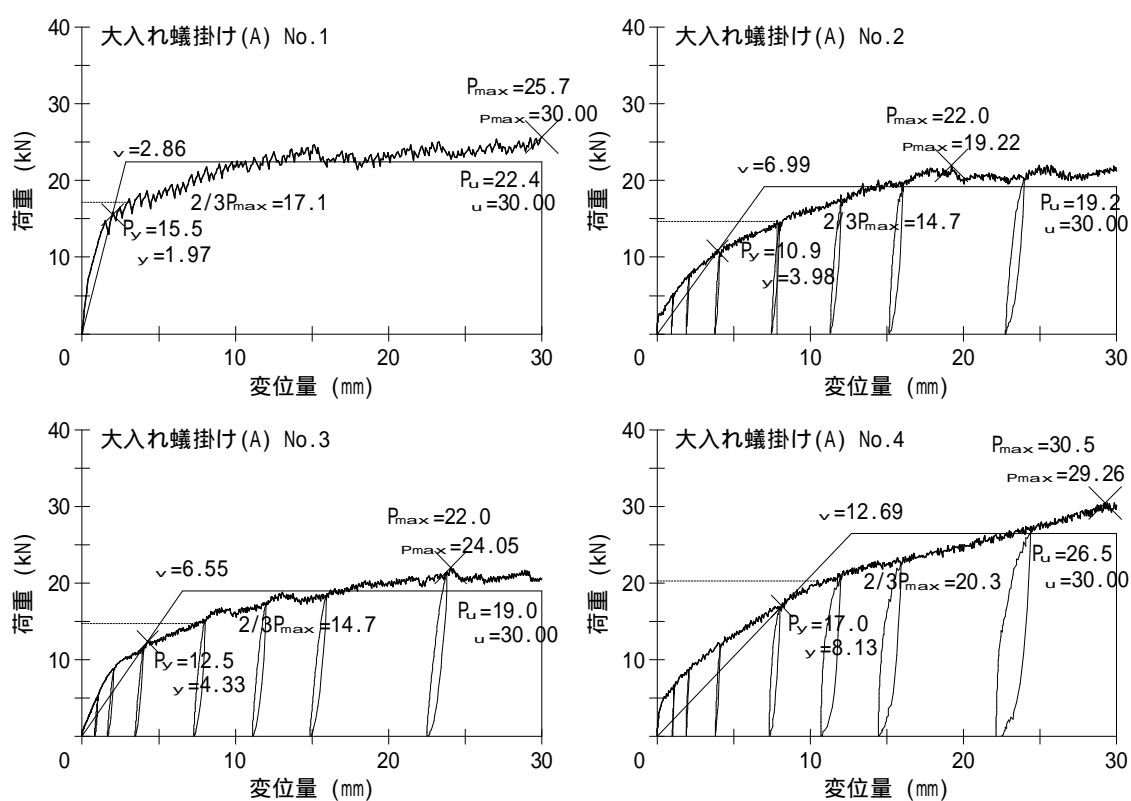 40
大入れ蟻掛け(A) No.1
Pmax=25.7
Pmax=30.00
30
v=2.86
20
Pu=22.4
u=30.00
2/3Pmax=17.1
Py=15.5
y=1.97
10
0
10
20
30
荷重 (kN)
変位量 (mm)
40
大入れ蟻掛け(A) No.2
30
Pmax=22.0
Pmax=19.22
v=6.99
20
Pu=19.2
u=30.00
2/3Pmax=14.7
Py=10.9
y=3.98
10
0
10
20
30
荷重 (kN)
変位量 (mm)
40
大入れ蟻掛け(A) No.3
30
Pmax=22.0
Pmax=24.05
v=6.55
20
Pu=19.0
u=30.00
2/3Pmax=14.7
Py=12.5
y=4.33
10
0
10
20
30
荷重 (kN)
変位量 (mm)
40
大入れ蟻掛け(A) No.4
Pmax=30.5
Pmax=29.26
30
v=12.69
Pu=26.5
u=30.00
20
2/3Pmax=20.3
Py=17.0
y=8.13
10
0
10
20
30
荷重 (kN)
変位量 (mm)